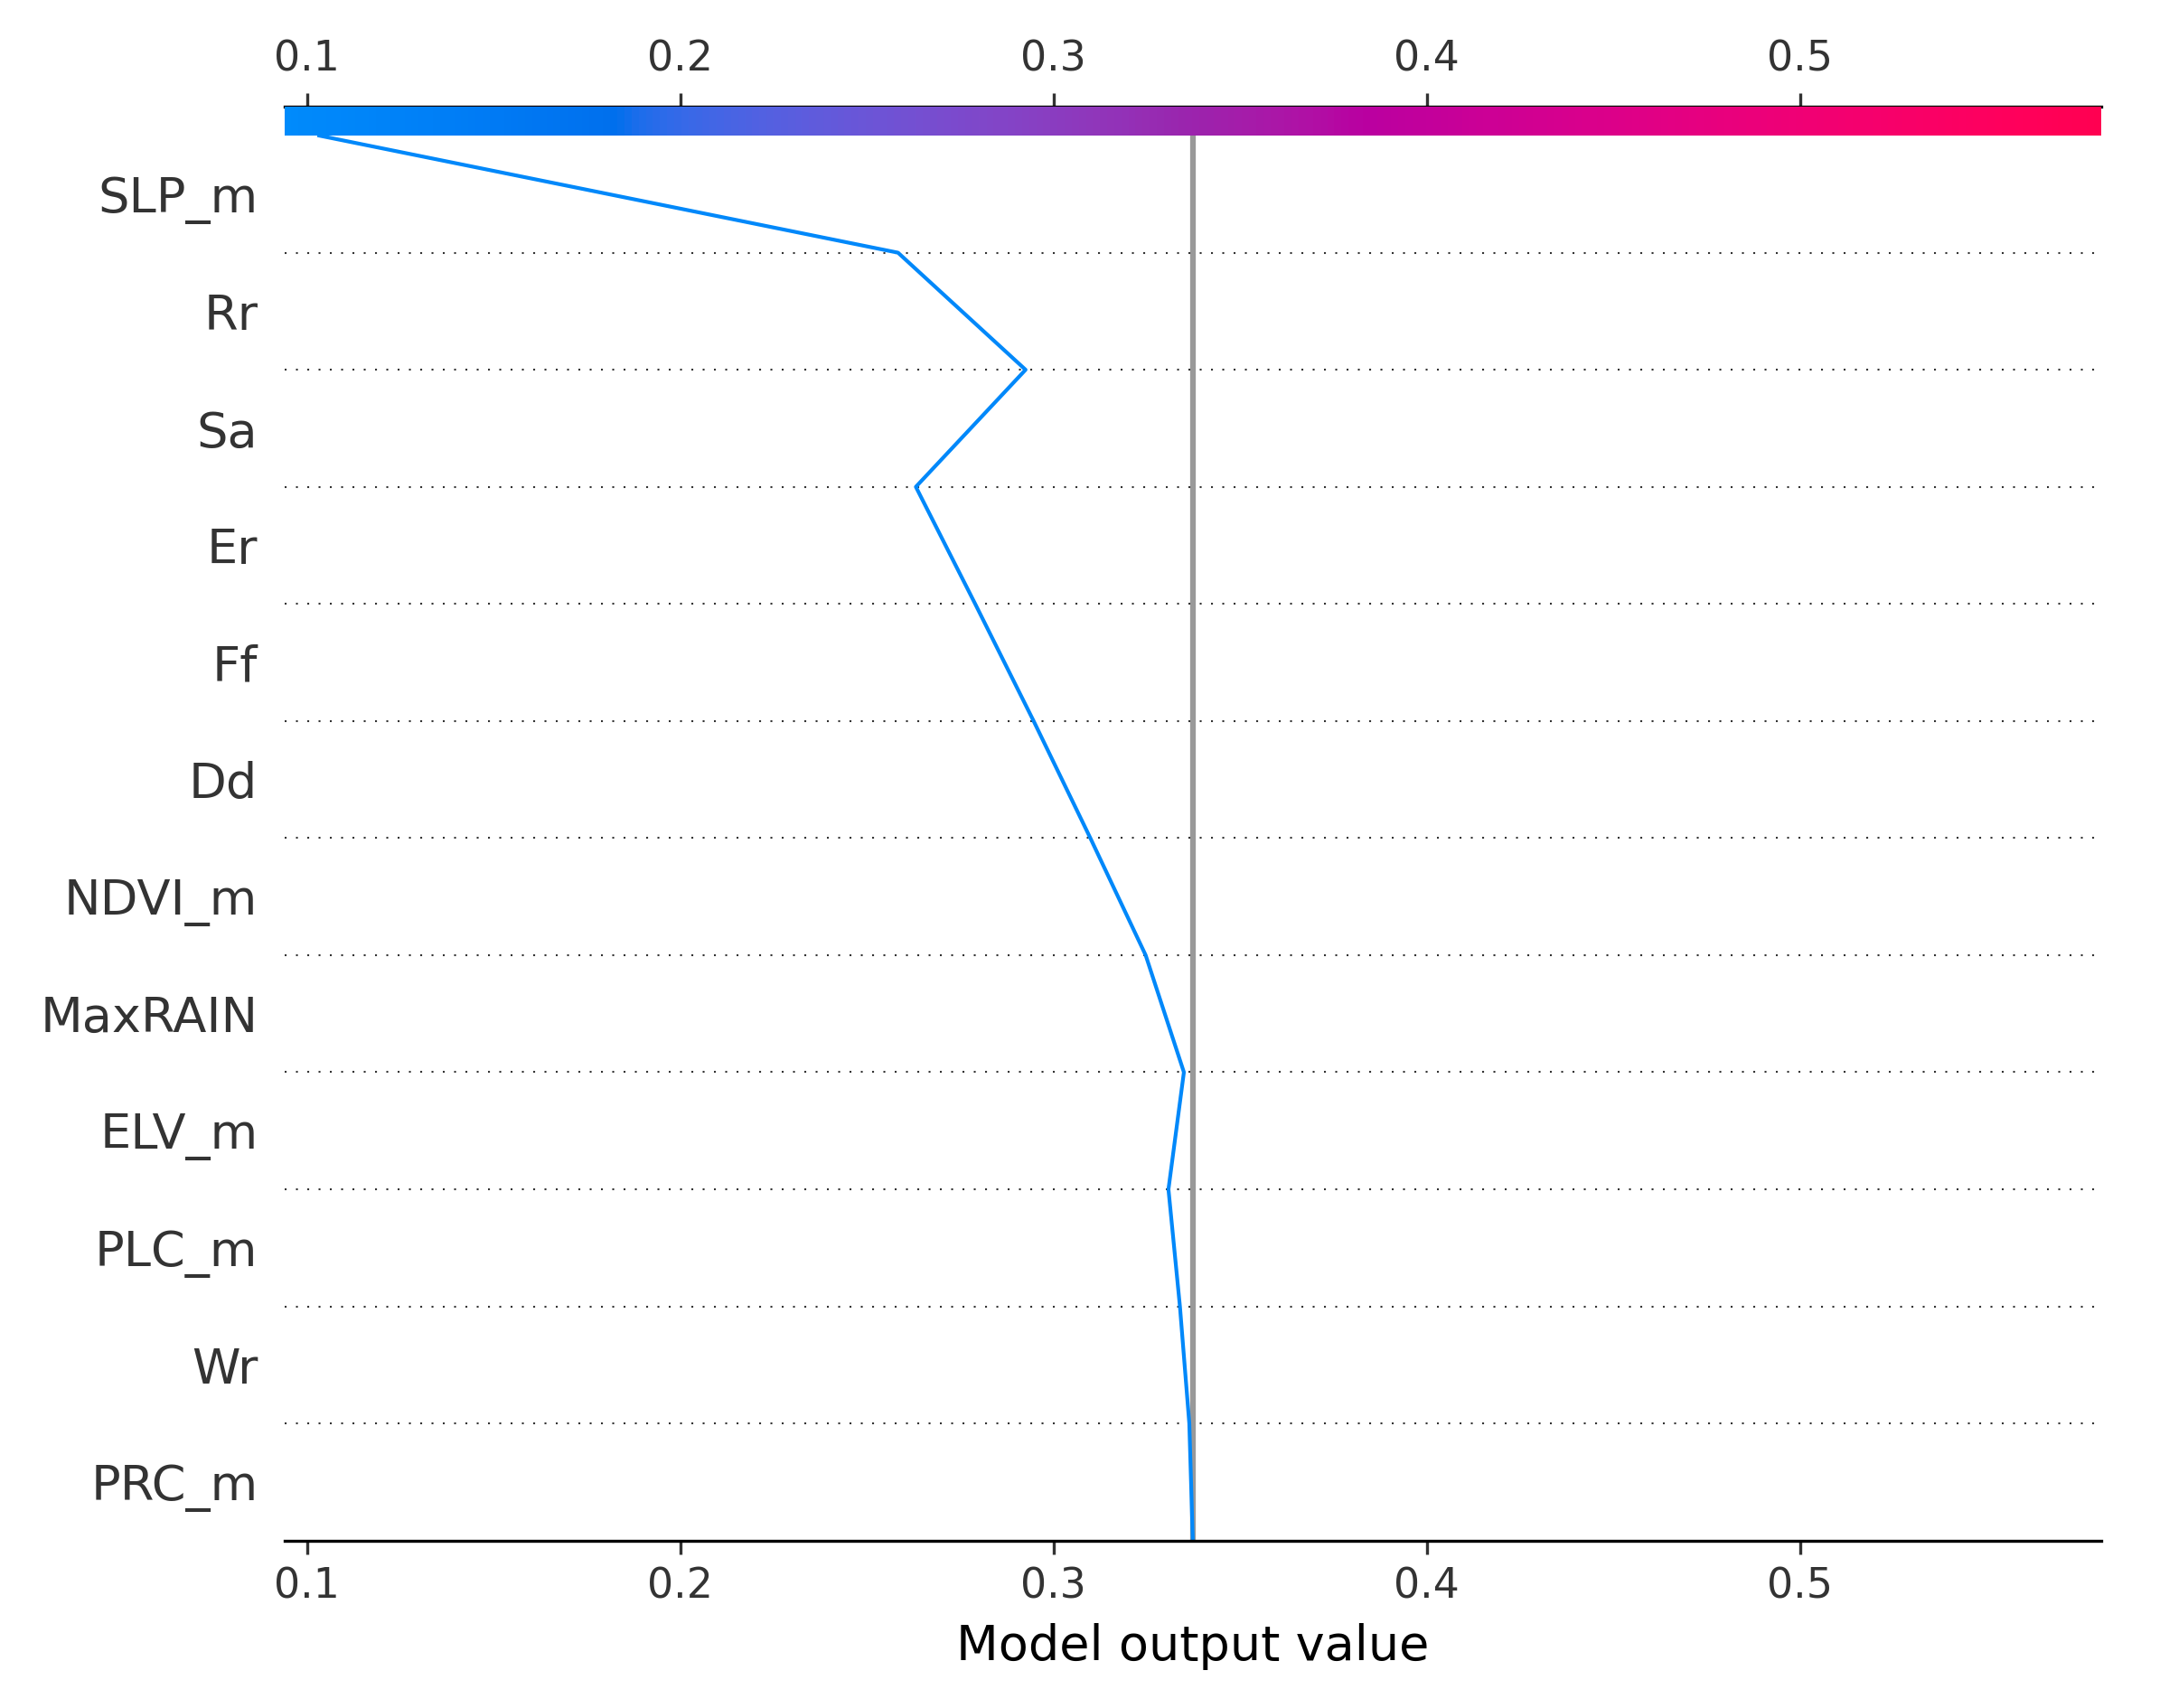 0.1 0.2 0.3 0.4 0.5
SLP_m
Rr
Sa
Er
Ff
Dd
NDVI_m
MaxRAIN
ELV_m
PLC_m
Wr
PRC_m
0.1 0.2 0.3 0.4 0.5
Model output value